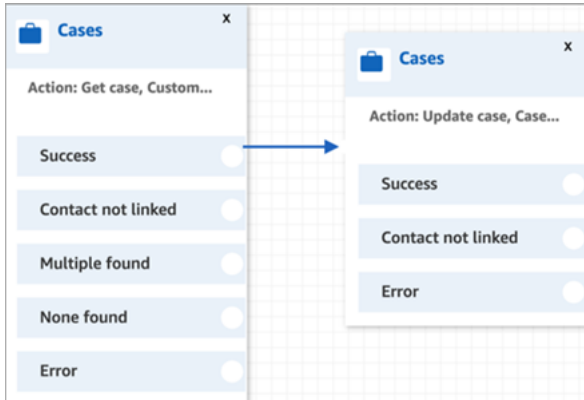 Cases
x
Action: Get case, Custom...
Success
Contact not linked
Multiple found
None found
Error
Cases
x
Action: Update case, Case...
Success
Contact not linked
Error